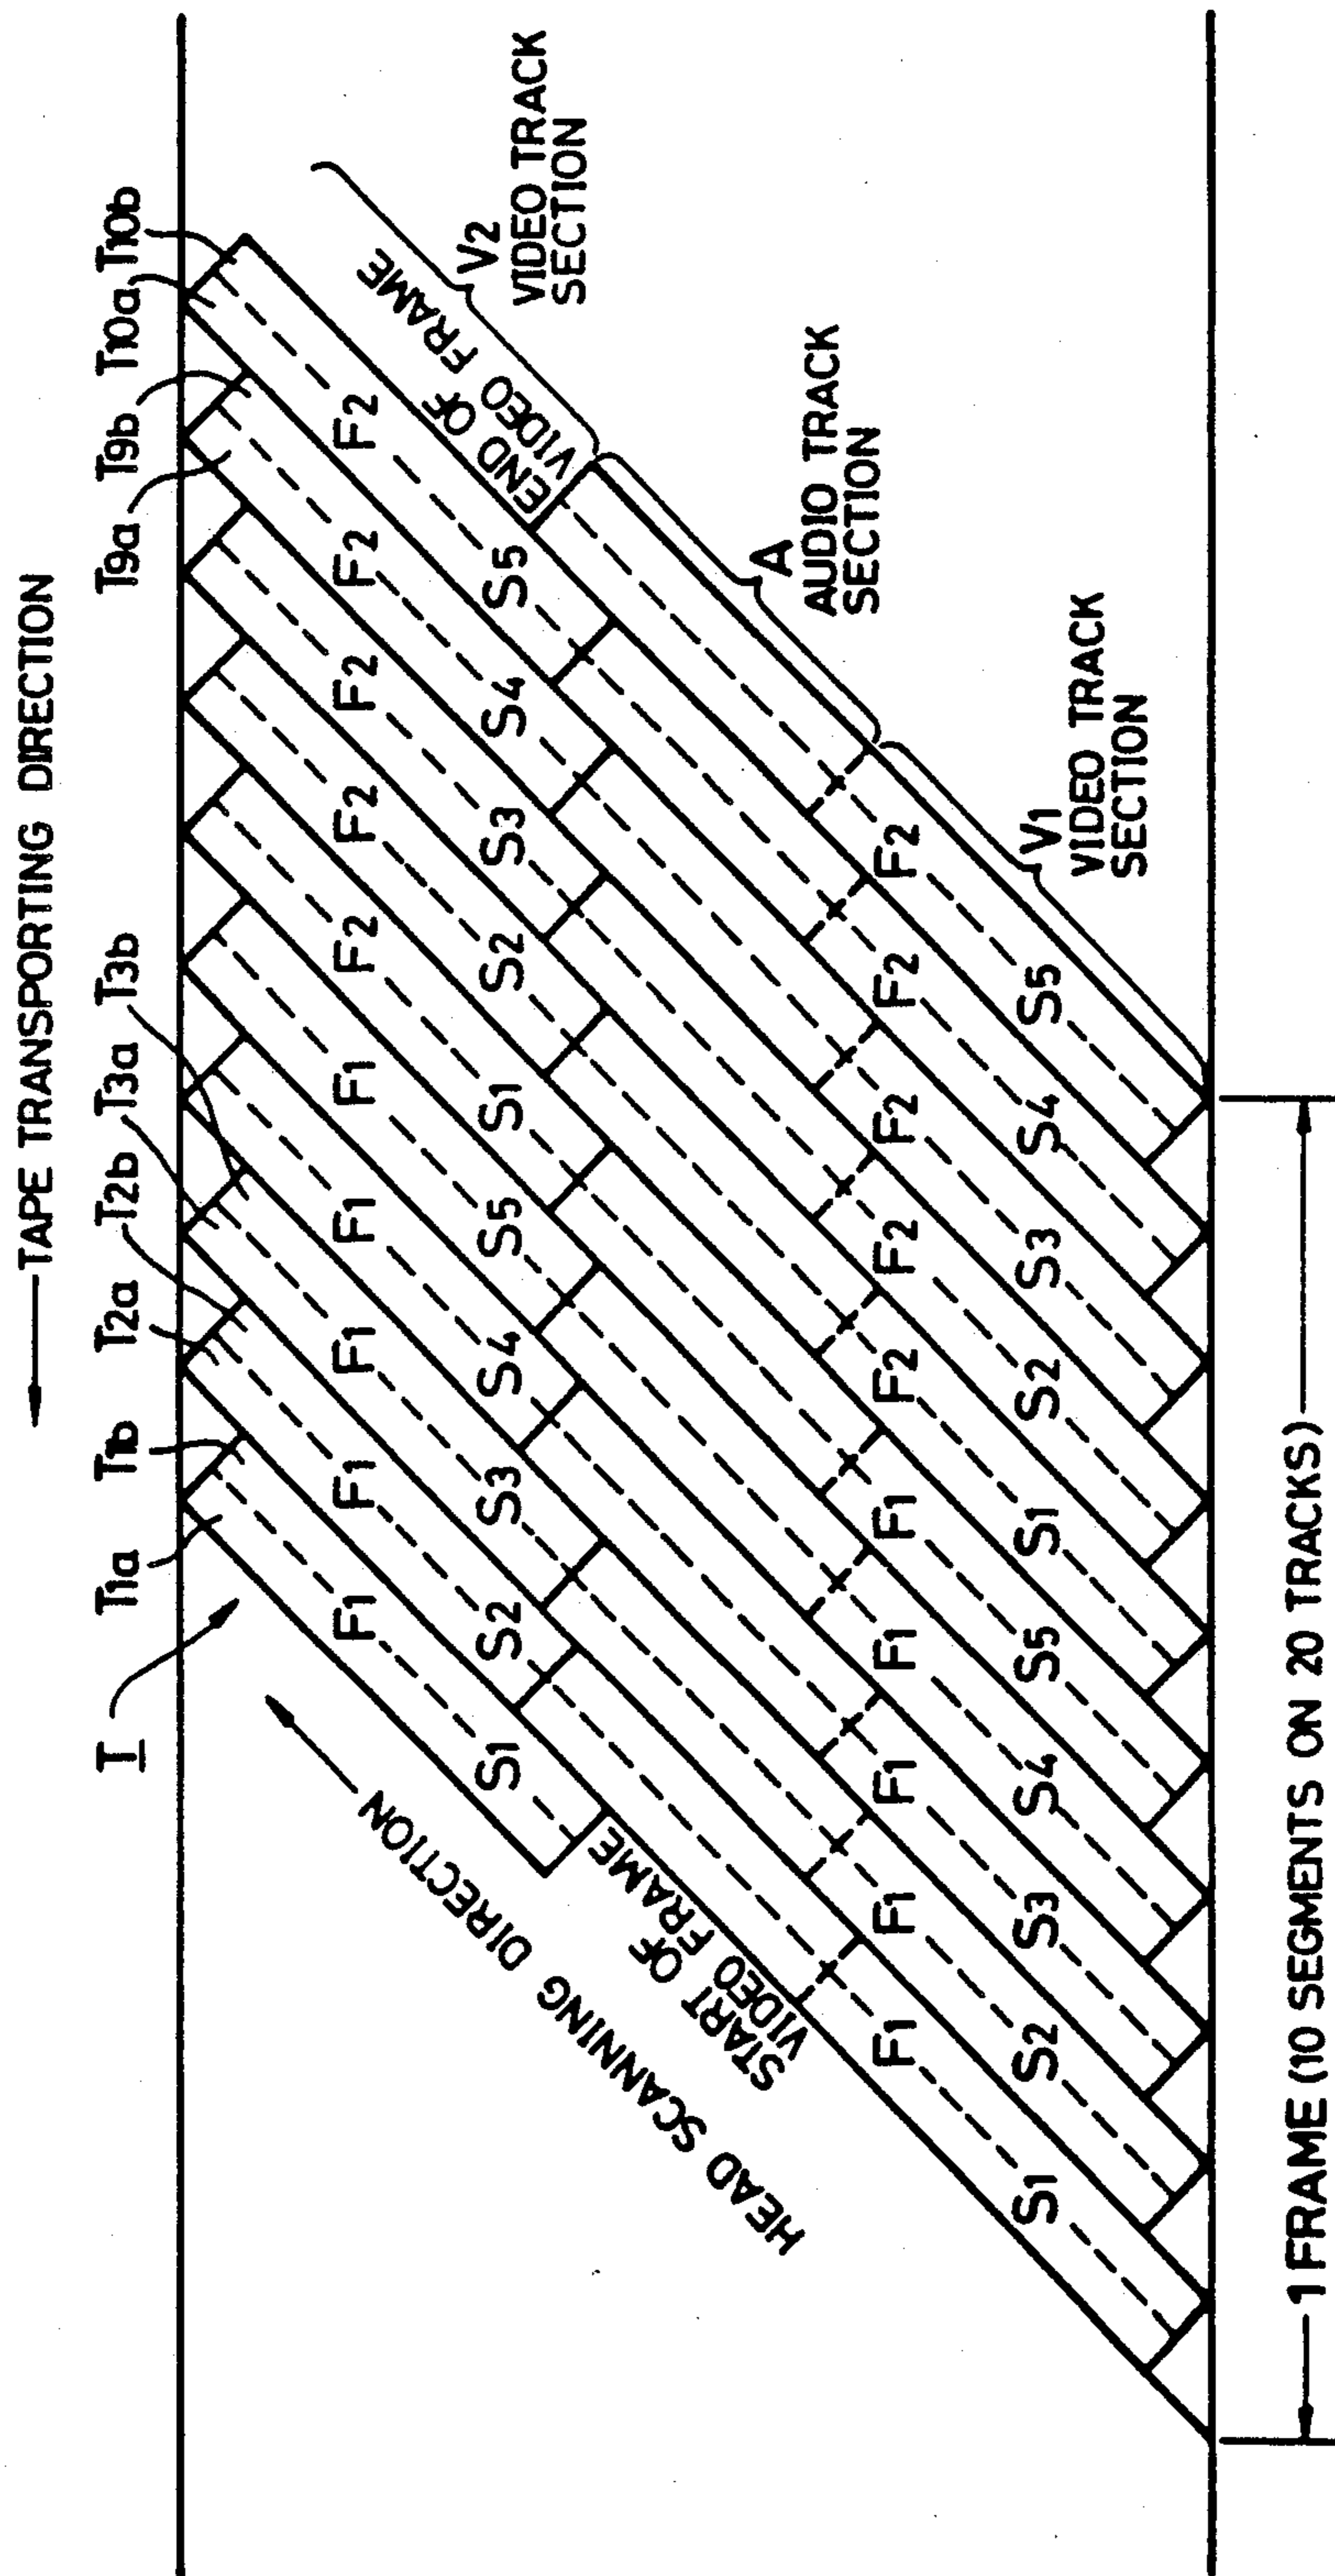 TAPE TRANSPORTING DIRECTION
T T1a T1b T2a T2b T3a T3b T9a T9b T10a T10b
F1 F1 F1 F1 F1 F2 F2 F2 F2 F2
S1 S2 S3 S4 S5 S1 S2 S3 S4 S5
HEAD SCANNING DIRECTION
START OF
VIDEO FRAME
END OF
VIDEO FRAME
V2
VIDEO TRACK
SECTION
A
AUDIO TRACK
SECTION
F1 F1 F1 F1 F1 F2 F2 F2 F2 F2
S1 S2 S3 S4 S5 S1 S2 S3 S4 S5
V1
VIDEO TRACK
SECTION
1 FRAME (10 SEGMENTS ON 20 TRACKS)